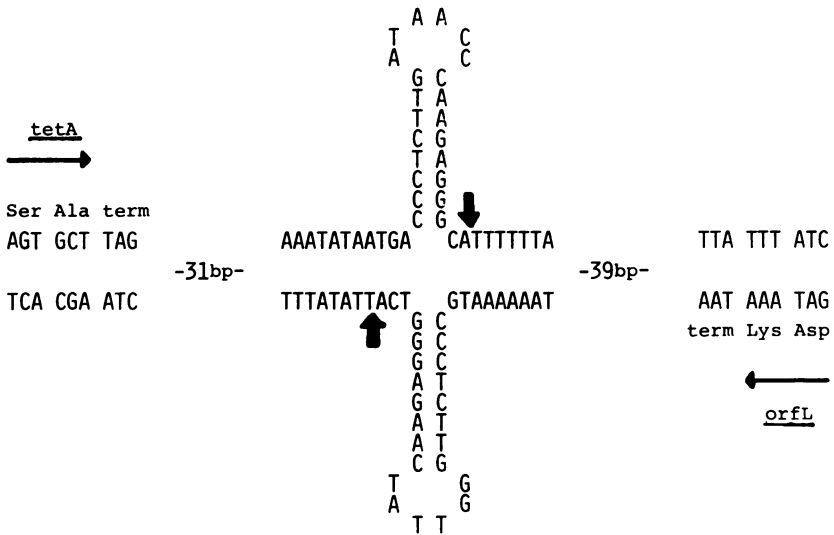 A A
T C
A C
G C
T A
T A
C G
T A
C G
C G
C G
tetA
Ser Ala term
AGT GCT TAG
-31bp-
AAATATAATGA CATTTTTTA
-39bp-
TTA TTT ATC
TCA CGA ATC
TTTATATTACT GTAAAAAAT
AAT AAA TAG
term Lys Asp
orfL
G C
G C
G C
A T
G C
A T
A T
C G
T G
A G
T T